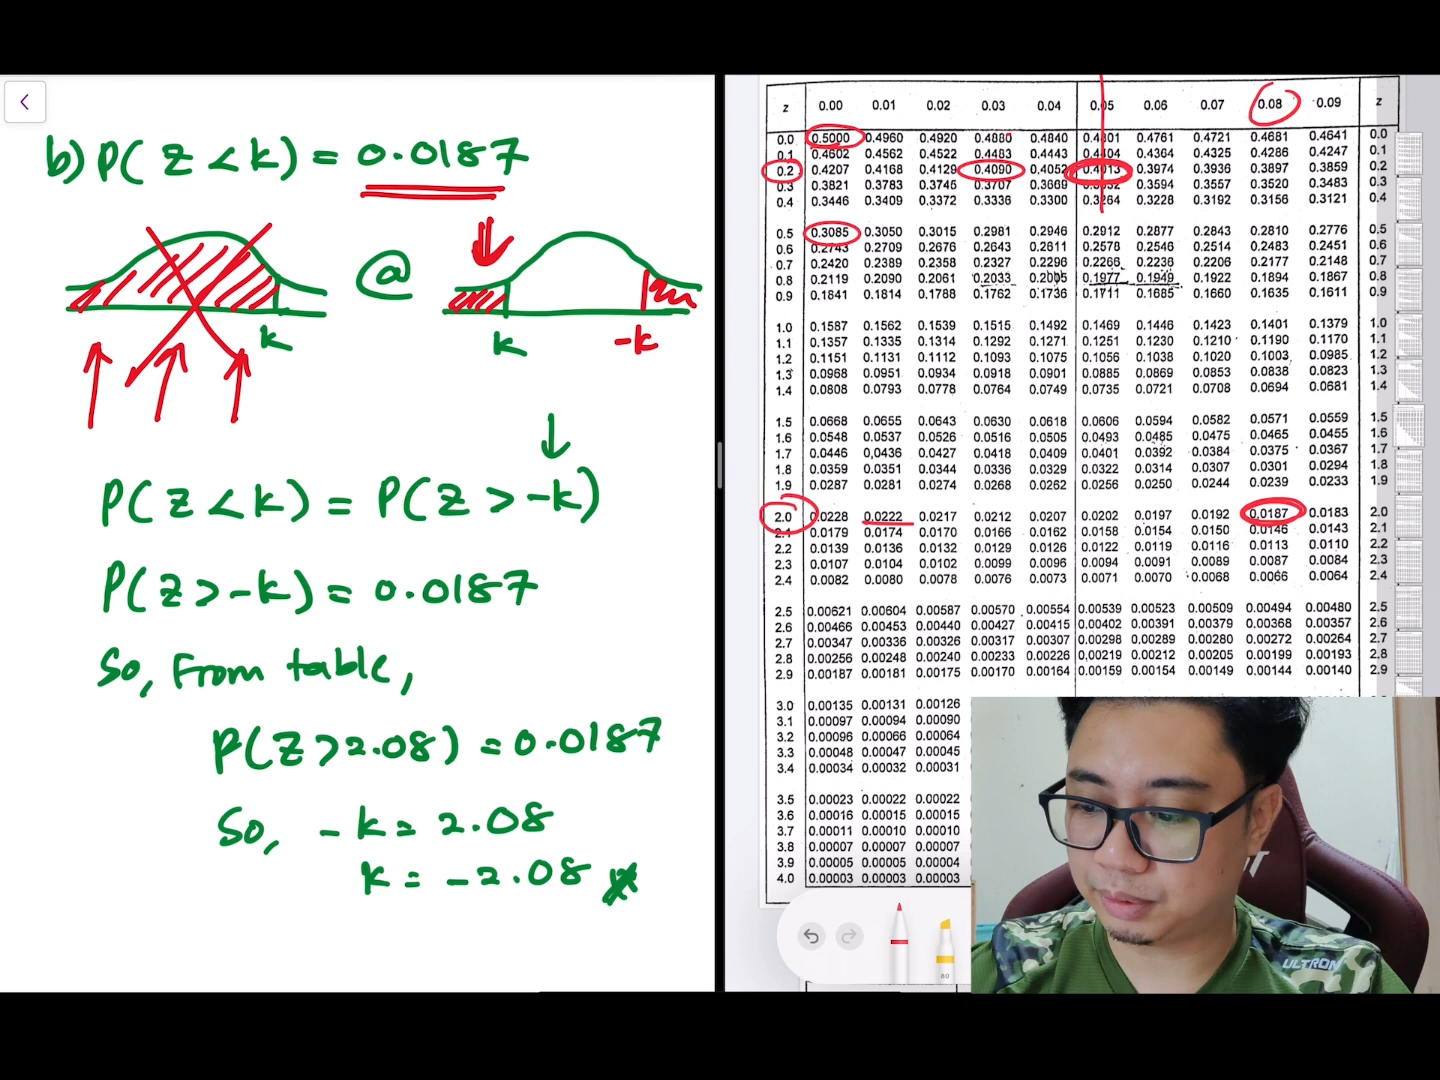 b) P( Z < k) = 0.0187
@
k
k
-k
P( Z < k) = P( Z > -k)
P( Z > -k) = 0.0187
So, From table,
P(Z > 2.08) = 0.0187
So, -k = 2.08
k = -2.08
z 0.00 0.01 0.02 0.03 0.04 0.05 0.06 0.07 0.08 0.09 z
0.0 0.5000 0.4960 0.4920 0.4880 0.4840 0.4801 0.4761 0.4721 0.4681 0.4641 0.0
0.1 0.4602 0.4562 0.4522 0.4483 0.4443 0.4404 0.4364 0.4325 0.4286 0.4247 0.1
0.2 0.4207 0.4168 0.4129 0.4090 0.4052 0.4013 0.3974 0.3936 0.3897 0.3859 0.2
0.3 0.3821 0.3783 0.3745 0.3707 0.3669 0.3594 0.3557 0.3520 0.3483 0.3
0.4 0.3446 0.3409 0.3372 0.3336 0.3300 0.3264 0.3228 0.3192 0.3156 0.3121 0.4
0.5 0.3085 0.3050 0.3015 0.2981 0.2946 0.2912 0.2877 0.2843 0.2810 0.2776 0.5
0.6 0.2743 0.2709 0.2676 0.2643 0.2611 0.2578 0.2546 0.2514 0.2483 0.2451 0.6
0.7 0.2420 0.2389 0.2358 0.2327 0.2296 0.2266 0.2236 0.2206 0.2177 0.2148 0.7
0.8 0.2119 0.2090 0.2061 0.2033 0.1977 0.1949 0.1922 0.1894 0.1867 0.8
0.9 0.1841 0.1814 0.1788 0.1762 0.1736 0.1711 0.1685 0.1660 0.1635 0.1611 0.9
1.0 0.1587 0.1562 0.1539 0.1515 0.1492 0.1469 0.1446 0.1423 0.1401 0.1379 1.0
1.1 0.1357 0.1335 0.1314 0.1292 0.1271 0.1251 0.1230 0.1210 0.1190 0.1170 1.1
1.2 0.1151 0.1131 0.1112 0.1093 0.1075 0.1056 0.1038 0.1020 0.1003 0.0985 1.2
1.3 0.0968 0.0951 0.0934 0.0918 0.0901 0.0885 0.0869 0.0853 0.0838 0.0823 1.3
1.4 0.0808 0.0793 0.0778 0.0764 0.0749 0.0735 0.0721 0.0708 0.0694 0.0681 1.4
1.5 0.0668 0.0655 0.0643 0.0630 0.0618 0.0606 0.0594 0.0582 0.0571 0.0559 1.5
1.6 0.0548 0.0537 0.0526 0.0516 0.0505 0.0493 0.0485 0.0475 0.0465 0.0455 1.6
1.7 0.0446 0,0436 0.0427 0.0418 0.0409 0.0401 0.0392 0.0384 0.0375 0.0367 1.7
1.8 0.0359 0.0351 0.0344 0.0336 0.0329 0.0322 0.0314 0.0307 0.0301 0.0294 1.8
1.9 0.0287 0.0281 0.0274 0.0268 0.0262 0.0256 0.0250 0.0244 0.0239 0.0233 1.9
2.0 0.0228 0.0222 0.0217 0.0212 0.0207 0.0202 0.0197 0.0192 0.0187 0.0183 2.0
2.1 0.0179 0.0174 0.0170 0.0166 0.0162 0.0158 0.0154 0.0150 0.0146 0.0143 2.1
2.2 0.0139 0.0136 0.0132 0.0129 0.0126 0.0122 0.0119 0.0116 0.0113 0.0110 2.2
2.3 0.0107 0.0104 0.0102 0.0099 0.0096 0.0094 0.0091 0.0089 0.0087 0.0084 2.3
2.4 0.0082 0.0080 0.0078 0.0076 0.0073 0.0071 0.0070 0.0068 0.0066 0.0064 2.4
2.5 0.00621 0.00604 0.00587 0.00570 0.00554 0.00539 0.00523 0.00509 0.00494 0.00480 2.5
2.6 0.00466 0.00453 0.00440 0.00427 0.00415 0.00402 0.00391 0.00379 0.00368 0.00357 2.6
2.7 0.00347 0.00336 0.00326 0.00317 0.00307 0.00298 0.00289 0.00280 0.00272 0.00264 2.7
2.8 0.00256 0.00248 0.00240 0.00233 0.00226 0.00219 0.00212 0.00205 0.00199 0.00193 2.8
2.9 0.00187 0.00181 0.00175 0.00170 0.00164 0.00159 0.00154 0.00149 0.00144 0.00140 2.9
3.0 0.00135 0.00131 0.00126
3.1 0.00097 0.00094 0.00090
3.2 0.00096 0.00066 0.00064
3.3 0.00048 0.00047 0.00045
3.4 0.00034 0.00032 0.00031
3.5 0.00023 0.00022 0.00022
3.6 0.00016 0.00015 0.00015
3.7 0.00011 0.00010 0.00010
3.8 0.00007 0.00007 0.00007
3.9 0.00005 0.00005 0.00004
4.0 0.00003 0.00003 0.00003
80
ULTRON